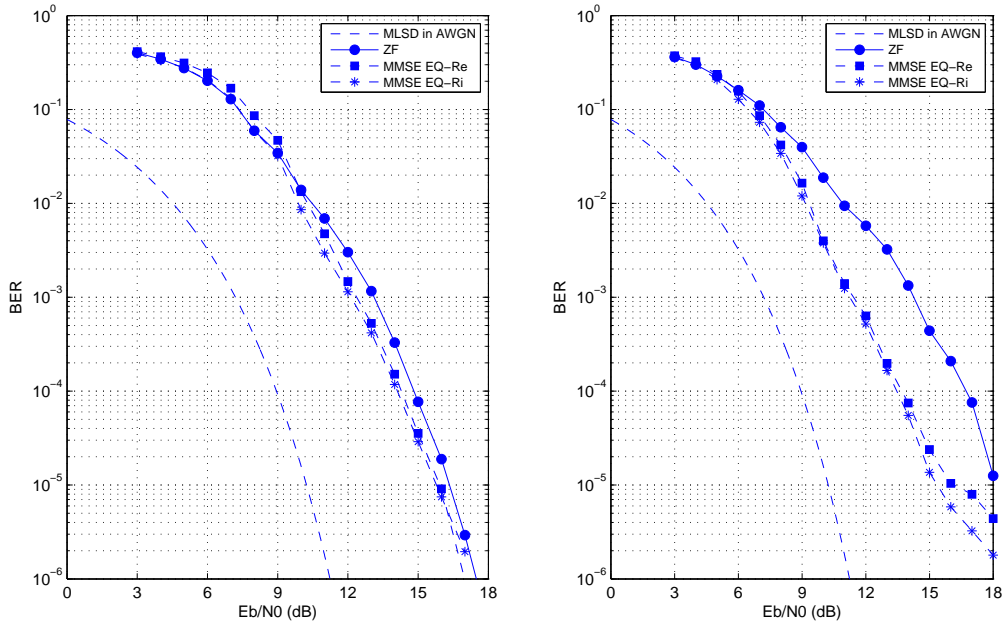 10^0
10^-1
10^-2
10^-3
10^-4
10^-5
10^-6
BER
0 3 6 9 12 15 18
Eb/N0 (dB)
MLSD in AWGN
ZF
MMSE EQ-Re
MMSE EQ-Ri
10^0
10^-1
10^-2
10^-3
10^-4
10^-5
10^-6
BER
0 3 6 9 12 15 18
Eb/N0 (dB)
MLSD in AWGN
ZF
MMSE EQ-Re
MMSE EQ-Ri